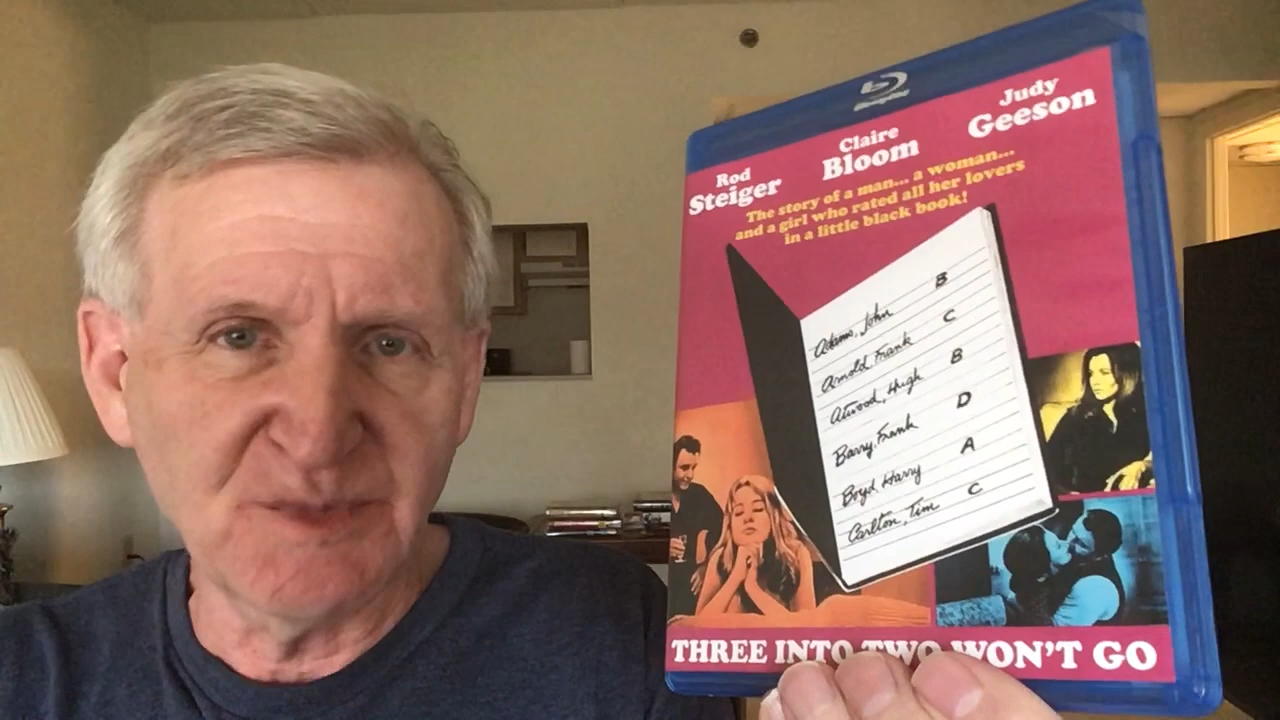 Rod
Steiger
Claire
Bloom
Judy
Geeson
The story of a man... a woman...
and a girl who rated all her lovers
in a little black book!
Adams, John B
Arnold, Frank C
Atwood, Hugh B
Barry, Frank D
Boyd Harry A
Carlton, Tim C
THREE INTO TWO WON'T GO